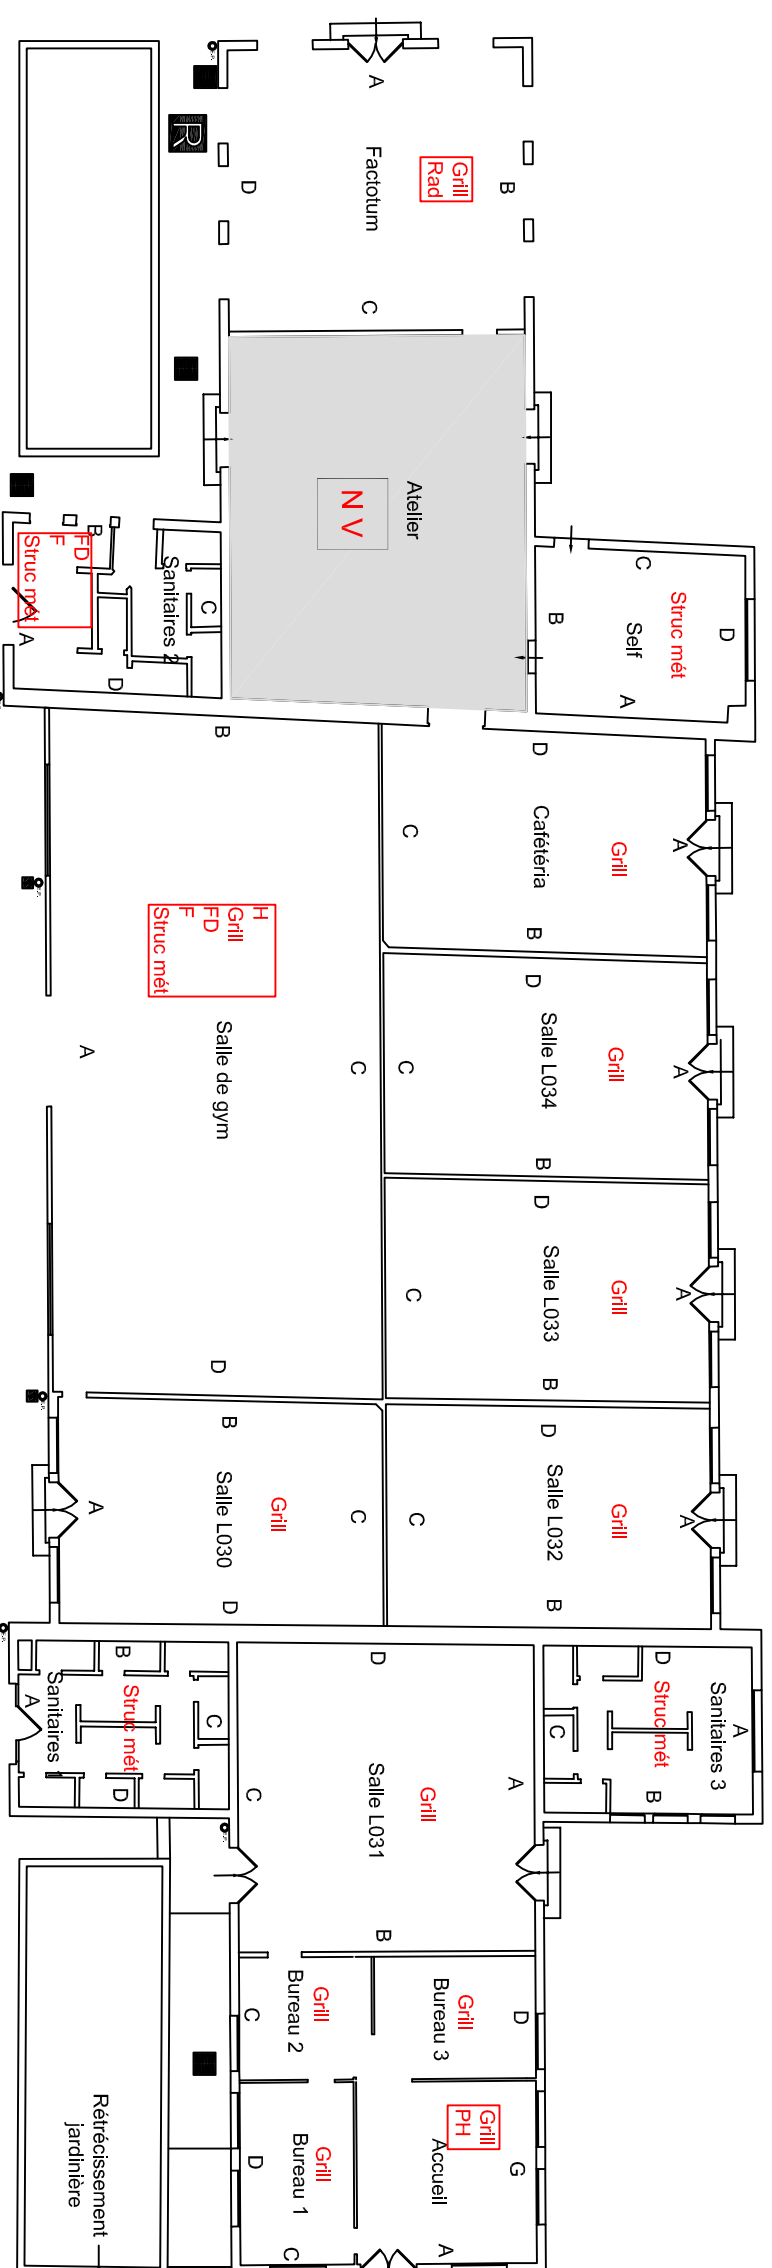 A
Factotum
Grill
Rad
B
D
C
R
Atelier
N V
C
D
Struc mét
Self
B
A
B
FD
F
Struc mét
A
Sanitaires 2
C
D
B
D
Cafétéria
Grill
A
C
B
H
Grill
FD
F
Struc mét
Salle de gym
A
C
D
D
Salle L034
Grill
A
C
B
D
Salle L033
Grill
A
C
B
D
Salle L032
Grill
A
C
B
B
Salle L030
Grill
A
C
D
B
Sanitaires 1
Struc mét
A
C
D
D
Sanitaires 3
Struc mét
A
C
B
D
Salle L031
Grill
A
C
B
Bureau 2
Grill
C
Bureau 3
Grill
D
Bureau 1
Grill
D
C
Grill
PH
Accueil
G
A
Rétrécissement
jardinière